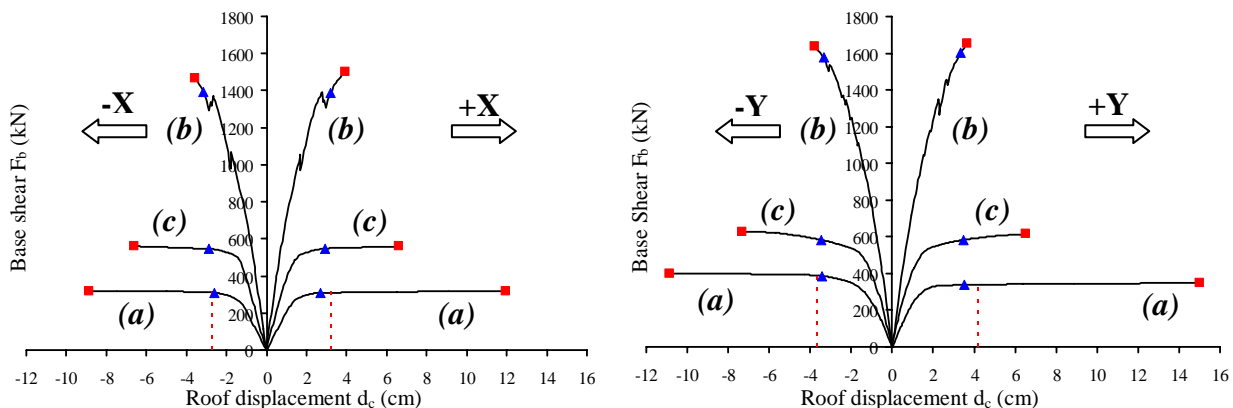 1800
1600
1400
1200
1000
800
600
400
200
0
Base shear F_b (kN)
-X
+X
(b)
(b)
(c)
(c)
(a)
(a)
-12 -10 -8 -6 -4 -2 0 2 4 6 8 10 12 14 16
Roof displacement d_c (cm)
1800
1600
1400
1200
1000
800
600
400
200
0
Base Shear F_b (kN)
-Y
+Y
(b)
(b)
(c)
(c)
(a)
(a)
-12 -10 -8 -6 -4 -2 0 2 4 6 8 10 12 14 16
Roof displacement d_c (cm)